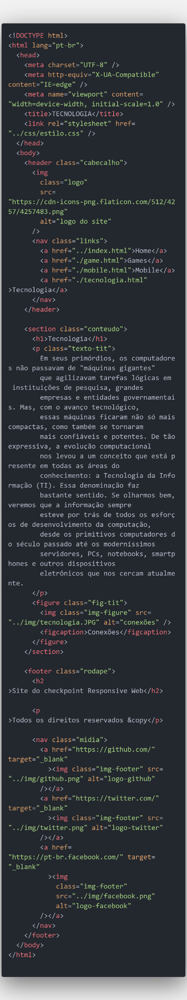 <!DOCTYPE html>
<html lang="pt-br">
  <head>
    <meta charset="UTF-8" />
    <meta http-equiv="X-UA-Compatible"
content="IE=edge" />
    <meta name="viewport" content=
"width=device-width, initial-scale=1.0" />
    <title>TECNOLOGIA</title>
    <link rel="stylesheet" href=
"../css/estilo.css" />
  </head>
  <body>
    <header class="cabecalho">
      <img
        class="logo"
        src=
"https://cdn-icons-png.flaticon.com/512/42
57/4257483.png"
        alt="logo do site"
      />
      <nav class="links">
        <a href="../index.html">Home</a>
        <a href="./game.html">Games</a>
        <a href="./mobile.html">Mobile</a>
        <a href="./tecnologia.html"
>Tecnologia</a>
      </nav>
    </header>

    <section class="conteudo">
      <h1>Tecnologia</h1>
      <p class="texto-tit">
        Em seus primórdios, os computadore
s não passavam de "máquinas gigantes"
        que agilizavam tarefas lógicas em
 instituições de pesquisa, grandes
        empresas e entidades governamentai
s. Mas, com o avanço tecnológico,
        essas máquinas ficaram não só mais
compactas, como também se tornaram
        mais confiáveis e potentes. De tão
expressiva, a evolução computacional
        nos levou a um conceito que está p
resente em todas as áreas do
        conhecimento: a Tecnologia da Info
rmação (TI). Essa denominação faz
        bastante sentido. Se olharmos bem,
veremos que a informação sempre
        esteve por trás de todos os esforç
os de desenvolvimento da computação,
        desde os primitivos computadores d
o século passado até os moderníssimos
        servidores, PCs, notebooks, smartp
hones e outros dispositivos
        eletrônicos que nos cercam atualme
nte.
      </p>
      <figure class="fig-tit">
        <img class="img-figure" src=
"../img/tecnologia.JPG" alt="conexões" />
        <figcaption>Conexões</figcaption>
      </figure>
    </section>

    <footer class="rodape">
      <h2
>Site do checkpoint Responsive Web</h2>

      <p
>Todos os direitos reservados &copy</p>

      <nav class="midia">
        <a href="https://github.com/"
target="_blank"
          ><img class="img-footer" src=
"../img/github.png" alt="logo-github"
        /></a>
        <a href="https://twitter.com/"
target="_blank"
          ><img class="img-footer" src=
"../img/twitter.png" alt="logo-twitter"
        /></a>
        <a href=
"https://pt-br.facebook.com/" target=
"_blank"
          ><img
            class="img-footer"
            src="../img/facebook.png"
            alt="logo-facebook"
        /></a>
      </nav>
    </footer>
  </body>
</html>